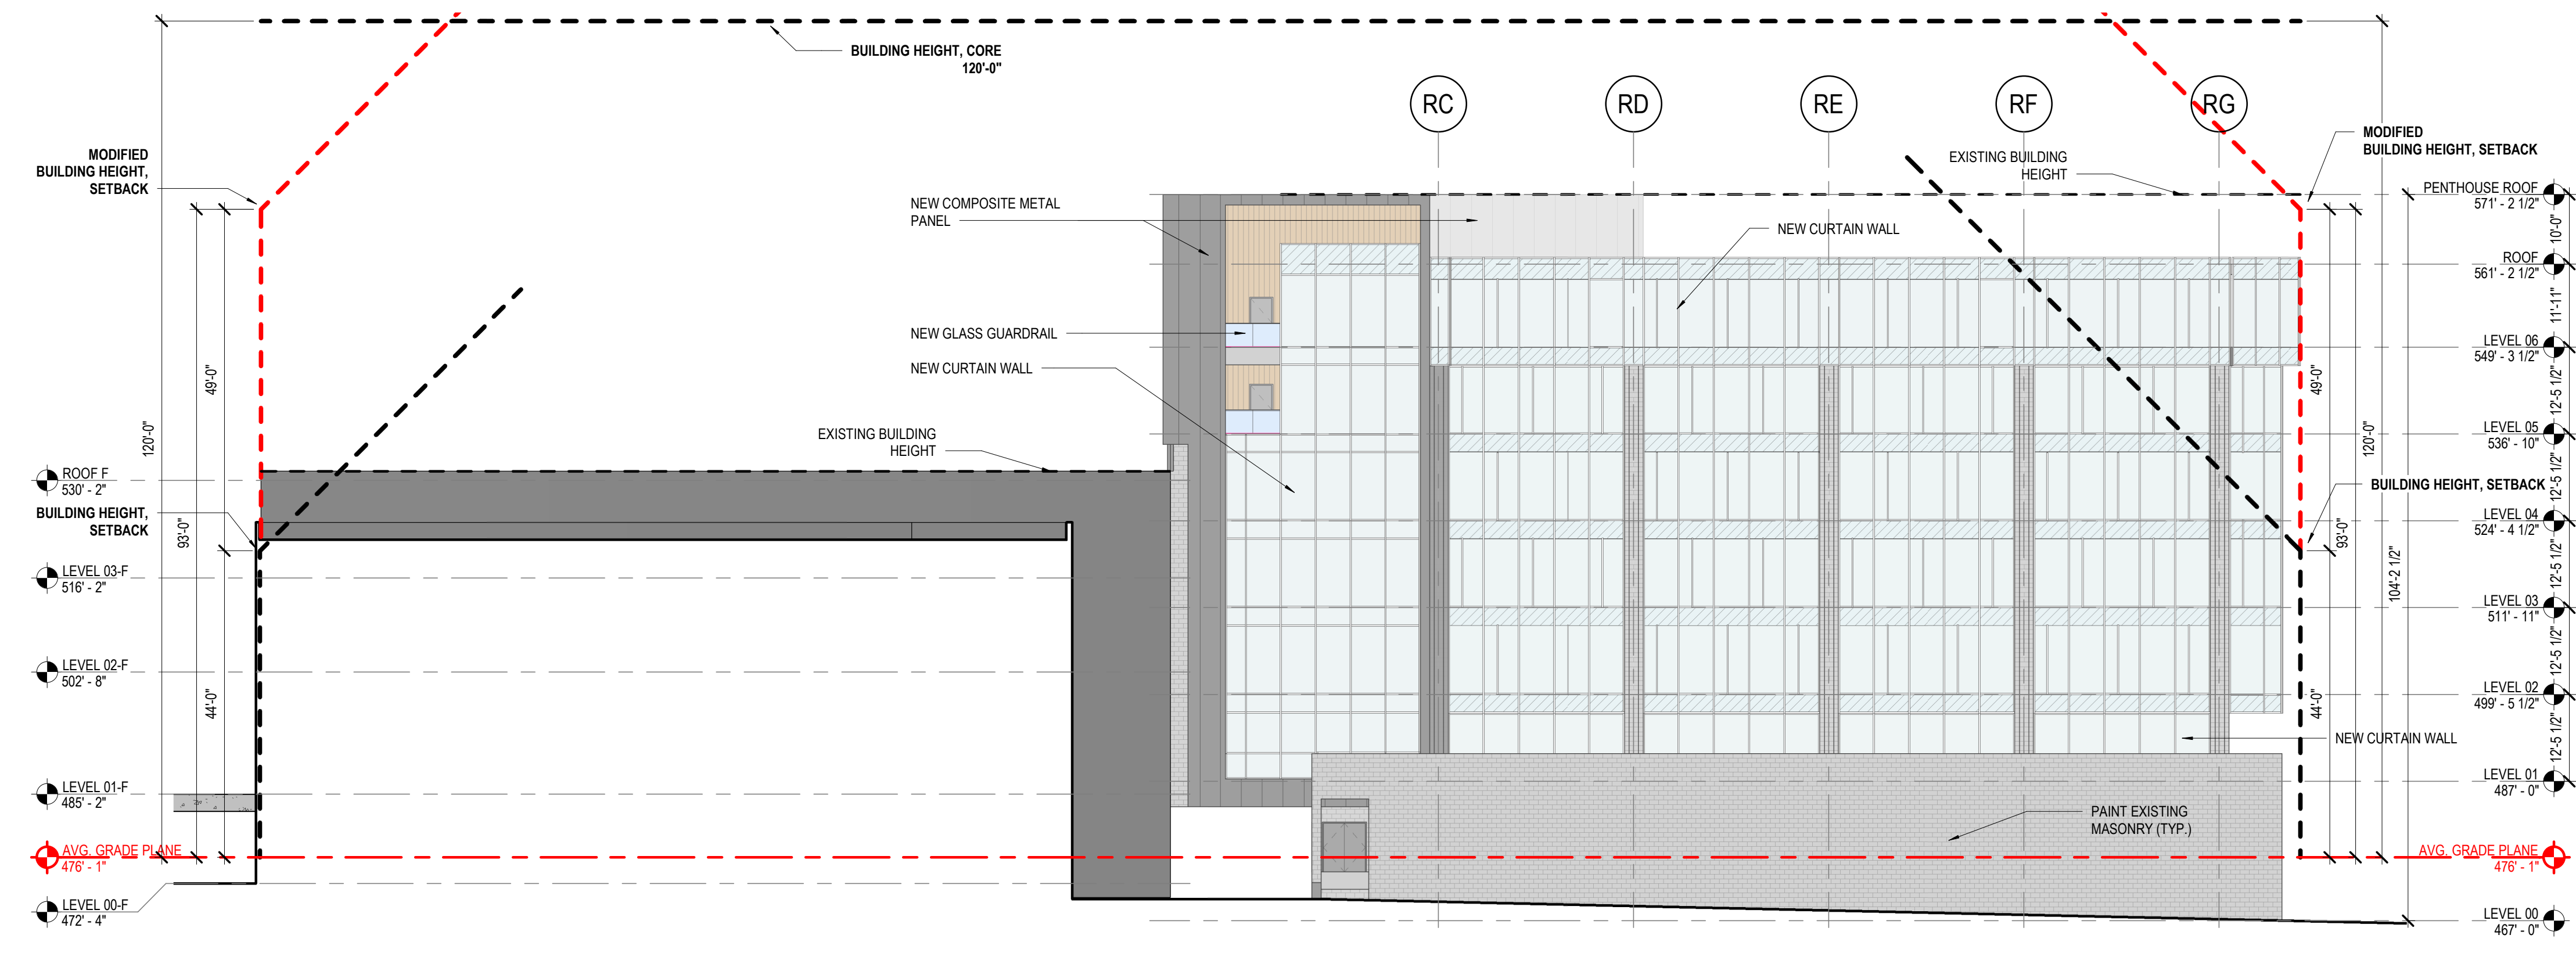 BUILDING HEIGHT, CORE
120'-0"
RC
RD
RE
RF
RG
MODIFIED
BUILDING HEIGHT,
SETBACK
MODIFIED
BUILDING HEIGHT, SETBACK
EXISTING BUILDING
HEIGHT
PENTHOUSE ROOF
571' - 2 1/2"
NEW COMPOSITE METAL
PANEL
NEW CURTAIN WALL
10'-0"
ROOF
561' - 2 1/2"
11'-11"
NEW GLASS GUARDRAIL
LEVEL 06
549' - 3 1/2"
NEW CURTAIN WALL
49'-0"
49'-0"
12'-5 1/2"
120'-0"
120'-0"
EXISTING BUILDING
HEIGHT
LEVEL 05
536' - 10"
12'-5 1/2"
ROOF F
530' - 2"
BUILDING HEIGHT, SETBACK
BUILDING HEIGHT,
SETBACK
93'-0"
93'-0"
LEVEL 04
524' - 4 1/2"
12'-5 1/2"
104'-2 1/2"
LEVEL 03-F
516' - 2"
LEVEL 03
511' - 11"
12'-5 1/2"
LEVEL 02-F
502' - 8"
LEVEL 02
499' - 5 1/2"
44'-0"
44'-0"
12'-5 1/2"
NEW CURTAIN WALL
LEVEL 01-F
485' - 2"
LEVEL 01
487' - 0"
PAINT EXISTING
MASONRY (TYP.)
AVG. GRADE PLANE
476' - 1"
AVG. GRADE PLANE
476' - 1"
LEVEL 00-F
472' - 4"
LEVEL 00
467' - 0"